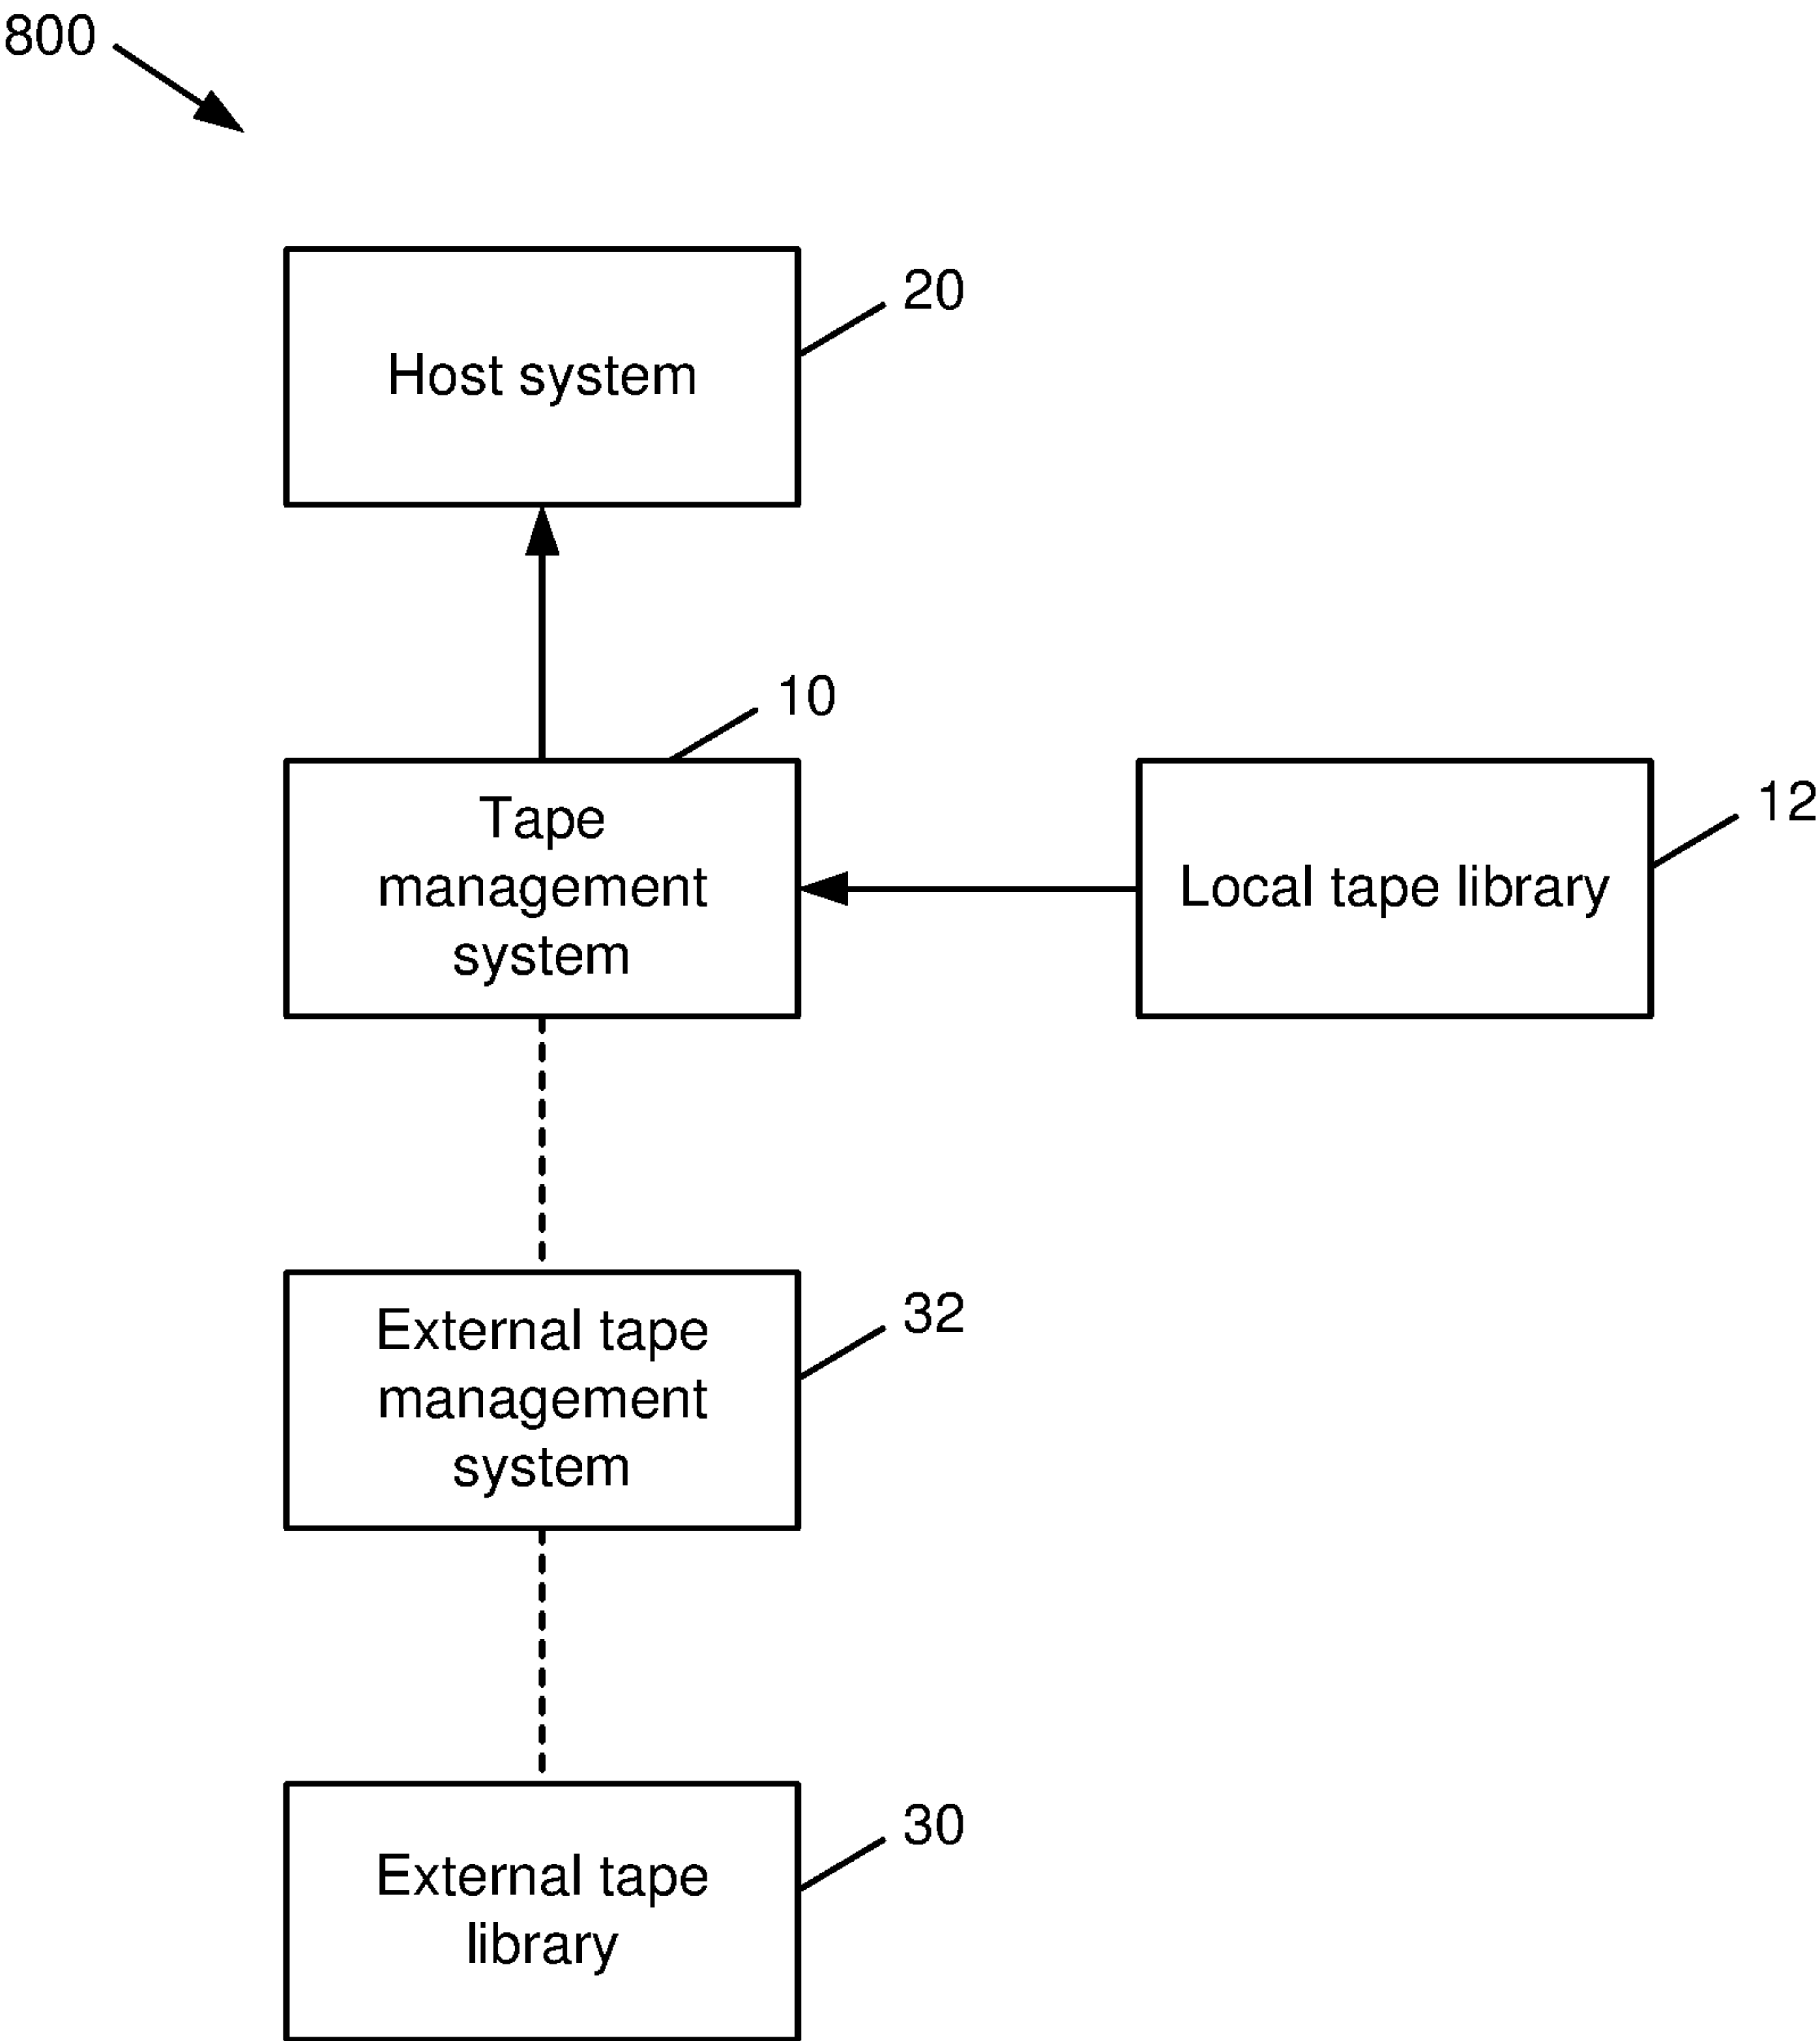 800
20
Host system
10
Tape
management
system
12
Local tape library
32
External tape
management
system
30
External tape
library